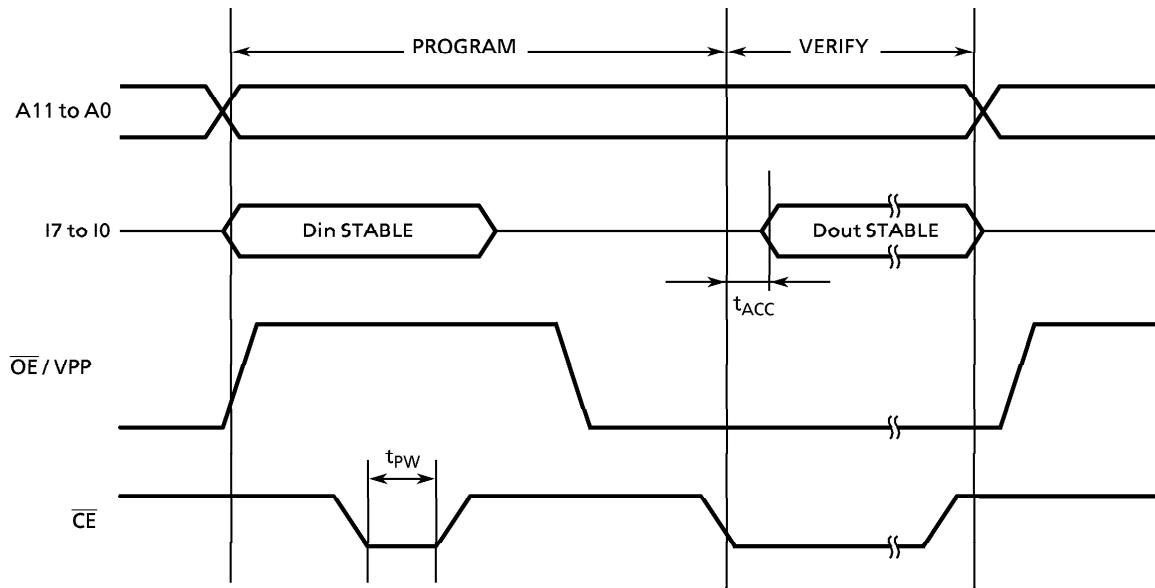 PROGRAM VERIFY
A11 to A0
I7 to I0 Din STABLE Dout STABLE
tACC
OE / VPP
tPW
CE